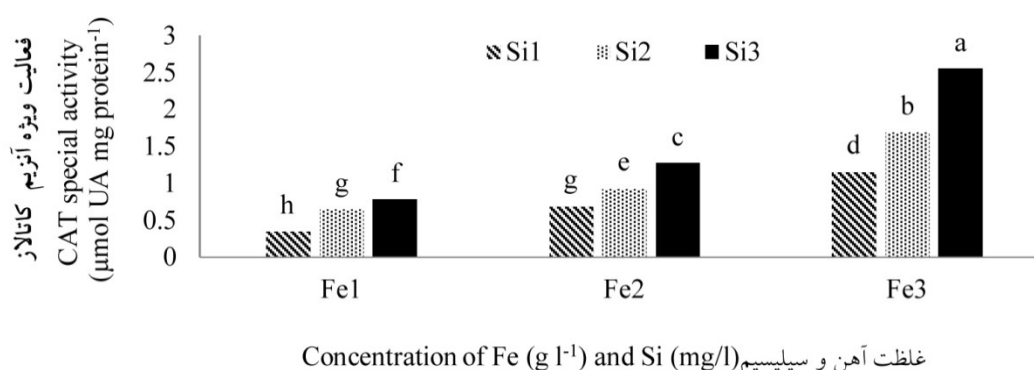 فعالیت ویژه آنزیم کاتالاز
CAT special activity
(µmol UA mg protein⁻¹)
3
2.5
2
1.5
1
0.5
0
Si1 Si2 Si3
h g f
g e c
d b a
Fe1 Fe2 Fe3
Concentration of Fe (g l⁻¹) and Si (mg/l)غلظت آهن و سیلیسیم